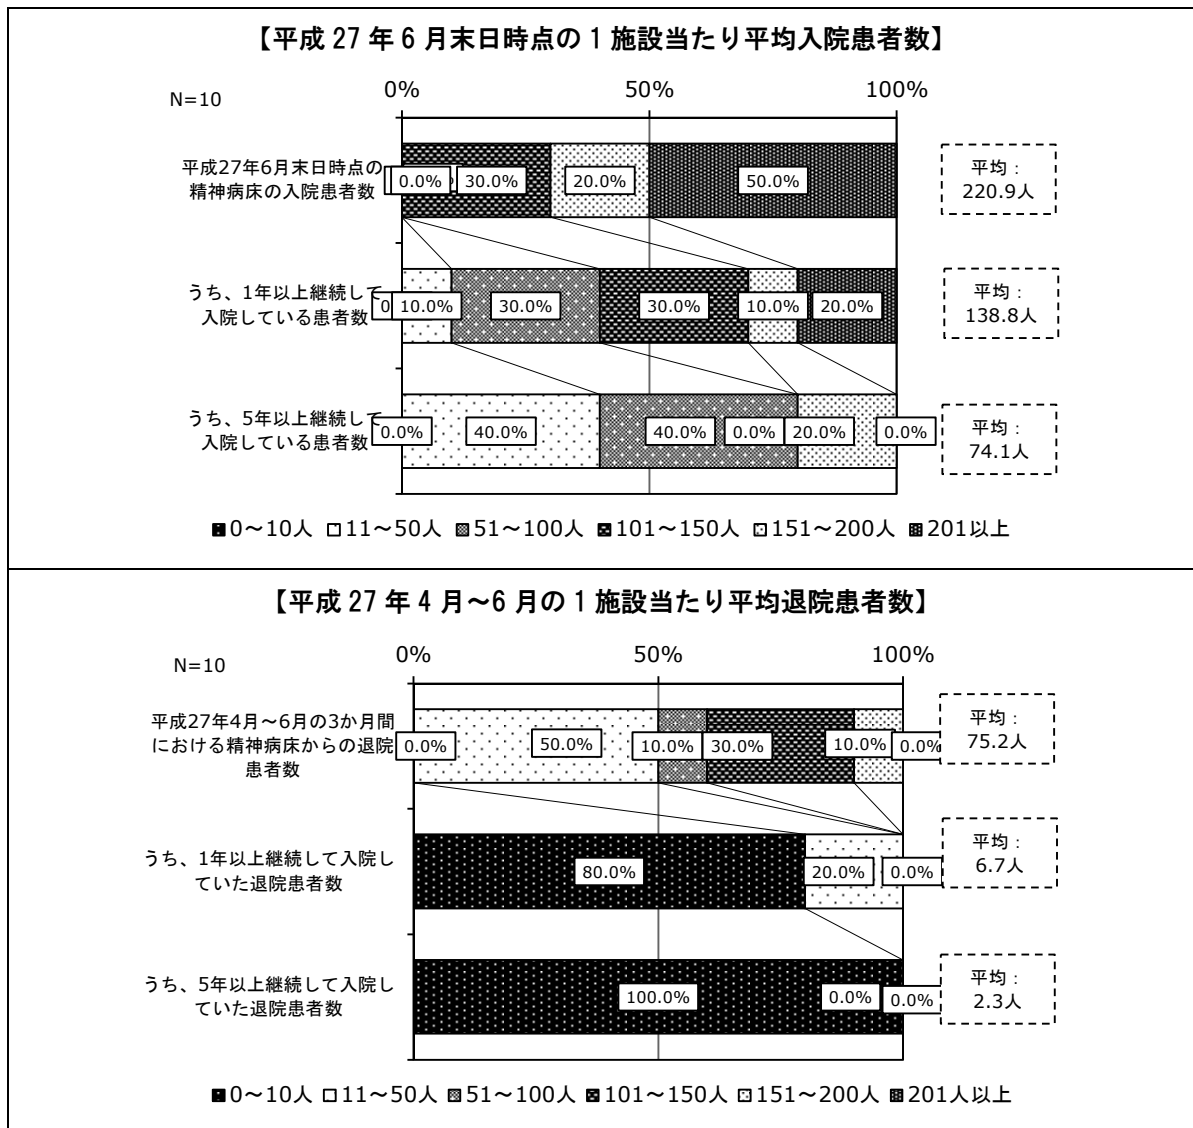 【平成 27 年 6 月末日時点の 1 施設当たり平均入院患者数】
N=10
0% 50% 100%
平成27年6月末日時点の
精神病床の入院患者数
0.0% 30.0% 20.0% 50.0%
平均：
220.9人
うち、1年以上継続して
入院している患者数
10.0% 30.0% 30.0% 10.0% 20.0%
平均：
138.8人
うち、5年以上継続して
入院している患者数
0.0% 40.0% 40.0% 0.0% 20.0% 0.0%
平均：
74.1人
■0～10人 □11～50人 ▩51～100人 ▩101～150人 □151～200人 ▩201以上
【平成 27 年 4 月～6 月の 1 施設当たり平均退院患者数】
N=10
0% 50% 100%
平成27年4月～6月の3か月間
における精神病床からの退院
患者数
0.0% 50.0% 10.0% 30.0% 10.0% 0.0%
平均：
75.2人
うち、1年以上継続して入院し
ていた退院患者数
80.0% 20.0% 0.0%
平均：
6.7人
うち、5年以上継続して入院し
ていた退院患者数
100.0% 0.0% 0.0%
平均：
2.3人
■0～10人 □11～50人 ▩51～100人 ▩101～150人 □151～200人 ▩201人以上